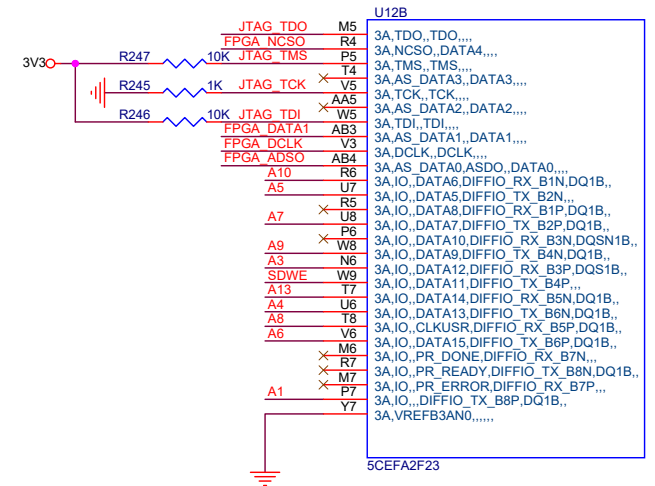 U12B
JTAG_TDO M5 3A,TDO,,TDO,,,,
FPGA_NCSO R4 3A,NCSO,,DATA4,,,,
3V3 R247 10K JTAG_TMS P5 3A,TMS,,TMS,,,,
T4 3A,AS_DATA3,,DATA3,,,,
R245 1K JTAG_TCK V5 3A,TCK,,TCK,,,,
AA5 3A,AS_DATA2,,DATA2,,,,
R246 10K JTAG_TDI W5 3A,TDI,,TDI,,,,
FPGA_DATA1 AB3 3A,AS_DATA1,,DATA1,,,,
FPGA_DCLK V3 3A,DCLK,,DCLK,,,,
FPGA_ADSO AB4 3A,AS_DATA0,ASDO,,DATA0,,,,
A10 R6 3A,IO,,DATA6,DIFFIO_RX_B1N,DQ1B,,
A5 U7 3A,IO,,DATA5,DIFFIO_TX_B2N,,,
R5 3A,IO,,DATA8,DIFFIO_RX_B1P,DQ1B,,
A7 U8 3A,IO,,DATA7,DIFFIO_TX_B2P,DQ1B,,
P6 3A,IO,,DATA10,DIFFIO_RX_B3N,DQSN1B,,
A9 W8 3A,IO,,DATA9,DIFFIO_TX_B4N,DQ1B,,
A3 N6 3A,IO,,DATA12,DIFFIO_RX_B3P,DQS1B,,
SDWE W9 3A,IO,,DATA11,DIFFIO_TX_B4P,,,
A13 T7 3A,IO,,DATA14,DIFFIO_RX_B5N,DQ1B,,
A4 U6 3A,IO,,DATA13,DIFFIO_TX_B6N,DQ1B,,
A8 T8 3A,IO,,CLKUSR,DIFFIO_RX_B5P,DQ1B,,
A6 V6 3A,IO,,DATA15,DIFFIO_TX_B6P,DQ1B,,
M6 3A,IO,,PR_DONE,DIFFIO_RX_B7N,,,
R7 3A,IO,,PR_READY,DIFFIO_TX_B8N,DQ1B,,
M7 3A,IO,,PR_ERROR,DIFFIO_RX_B7P,,,
A1 P7 3A,IO,,,DIFFIO_TX_B8P,DQ1B,,
Y7 3A,VREFB3AN0,,,,,,
5CEFA2F23